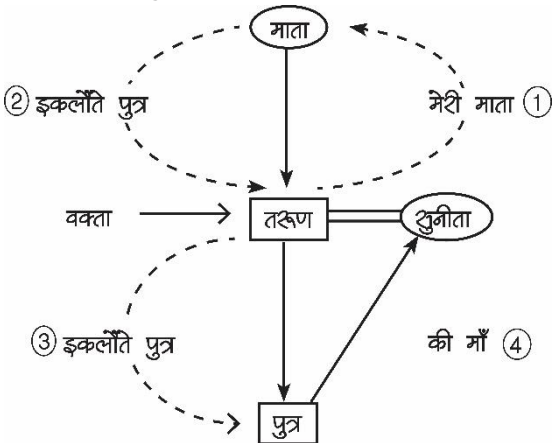 माता
② इकलौते पुत्र
मेरी माता ①
वक्ता
तरूण
सुनीता
③ इकलौते पुत्र
की माँ ④
पुत्र